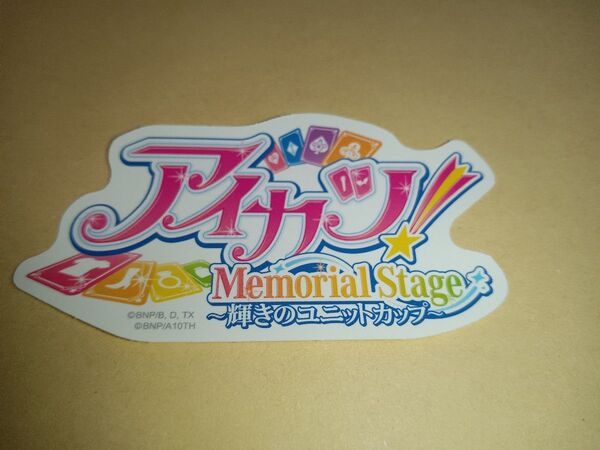 アイカツ!
Memorial Stage
~輝きのユニットカップ~
©BNP/B, D, TX
©BNP/A10TH